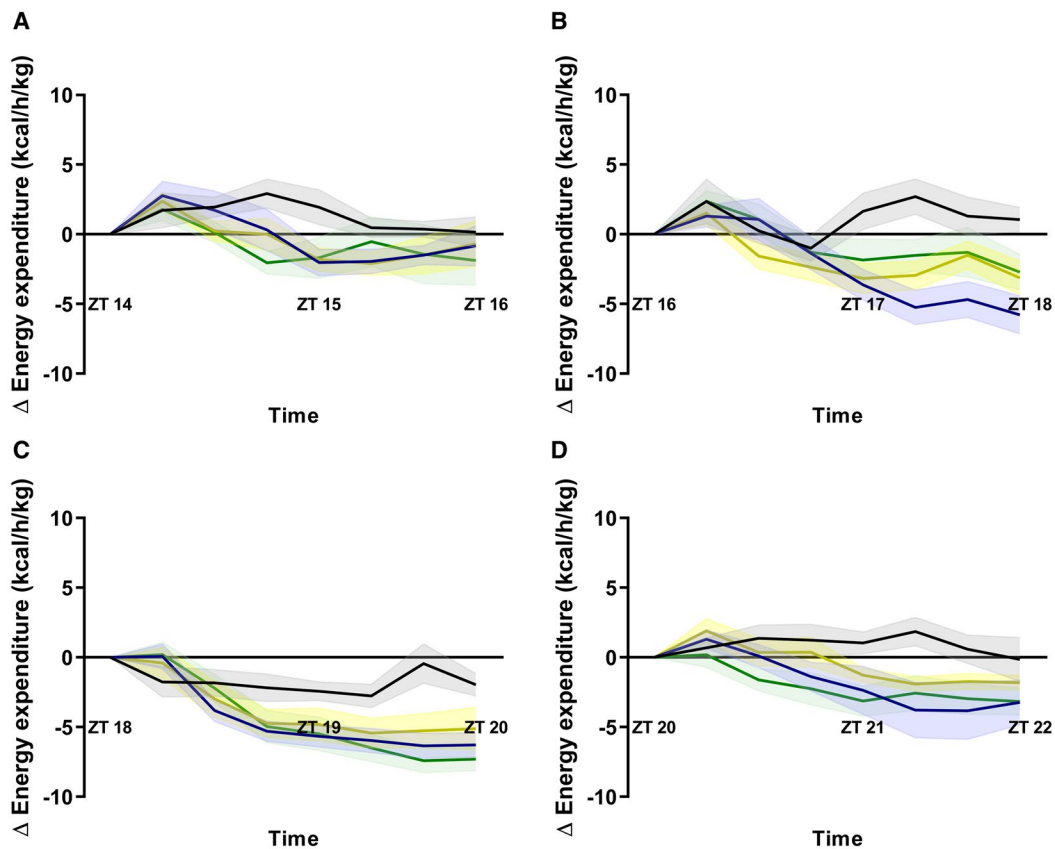 A
Δ Energy expenditure (kcal/h/kg)
10
5
0
-5
-10
ZT 14
ZT 15
ZT 16
Time
B
Δ Energy expenditure (kcal/h/kg)
10
5
0
-5
-10
ZT 16
ZT 17
ZT 18
Time
C
Δ Energy expenditure (kcal/h/kg)
10
5
0
-5
-10
ZT 18
ZT 19
ZT 20
Time
D
Δ Energy expenditure (kcal/h/kg)
10
5
0
-5
-10
ZT 20
ZT 21
ZT 22
Time